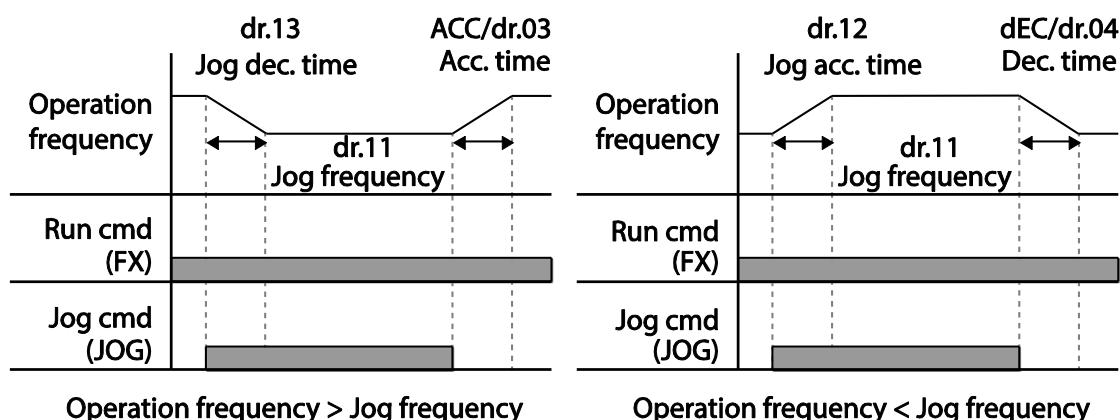 dr.13
Jog dec. time
ACC/dr.03
Acc. time
Operation
frequency
dr.11
Jog frequency
Run cmd
(FX)
Jog cmd
(JOG)
Operation frequency > Jog frequency
dr.12
Jog acc. time
dEC/dr.04
Dec. time
Operation
frequency
dr.11
Jog frequency
Run cmd
(FX)
Jog cmd
(JOG)
Operation frequency < Jog frequency